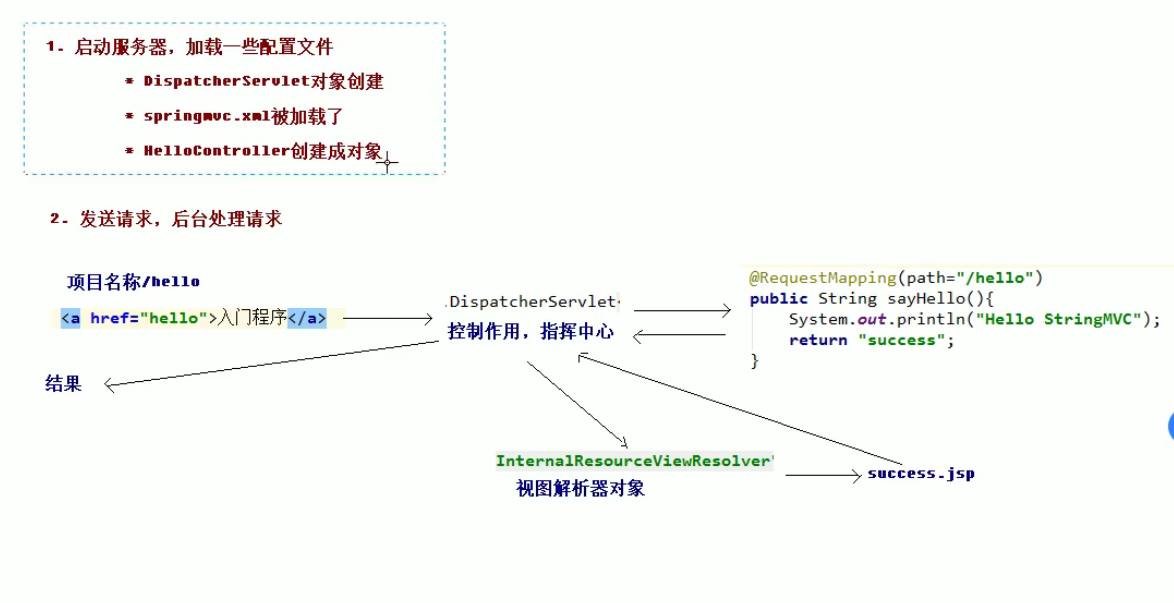 1. 启动服务器，加载一些配置文件
* DispatcherServlet对象创建
* springmvc.xml被加载了
* HelloController创建成对象
2. 发送请求，后台处理请求
项目名称/hello
<a href="hello">入门程序</a>
.DispatcherServlet
控制作用，指挥中心
@RequestMapping(path="/hello")
public String sayHello(){
System.out.println("Hello StringMVC");
return "success";
}
结果
InternalResourceViewResolver"
视图解析器对象
success.jsp